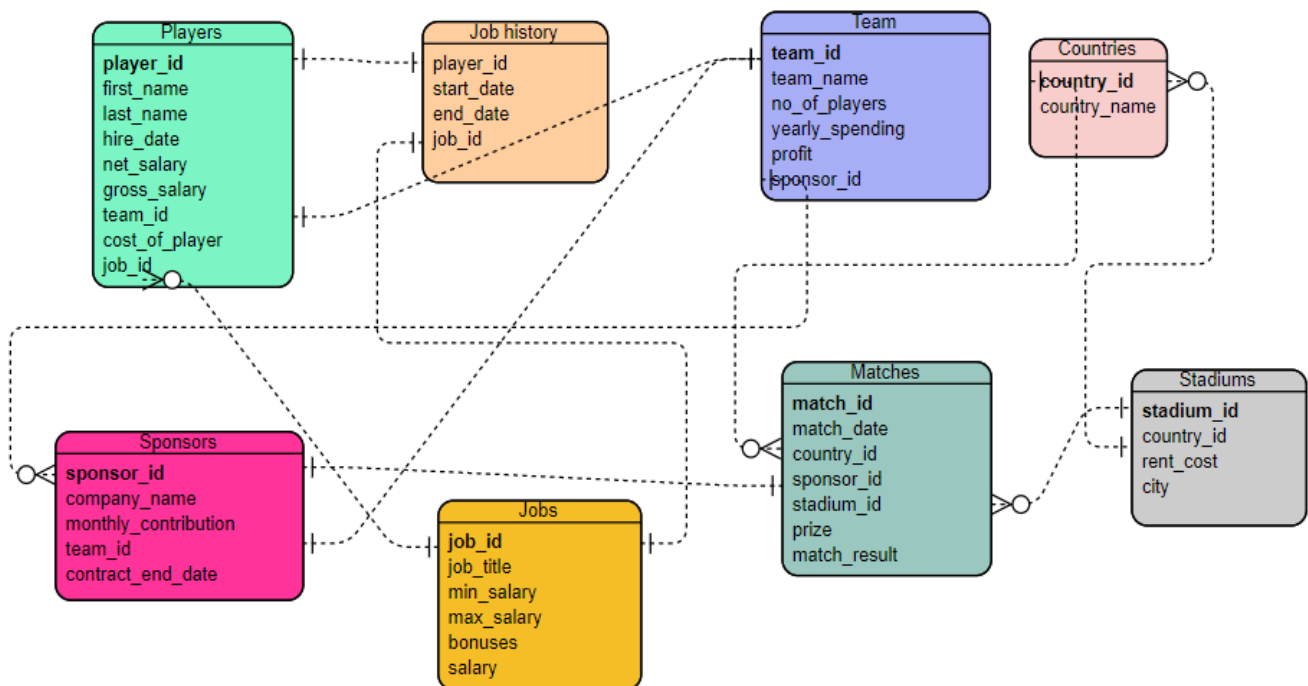 Players
player_id
first_name
last_name
hire_date
net_salary
gross_salary
team_id
cost_of_player
job_id
Job history
player_id
start_date
end_date
job_id
Team
team_id
team_name
no_of_players
yearly_spending
profit
sponsor_id
Countries
country_id
country_name
Sponsors
sponsor_id
company_name
monthly_contribution
team_id
contract_end_date
Jobs
job_id
job_title
min_salary
max_salary
bonuses
salary
Matches
match_id
match_date
country_id
sponsor_id
stadium_id
prize
match_result
Stadiums
stadium_id
country_id
rent_cost
city